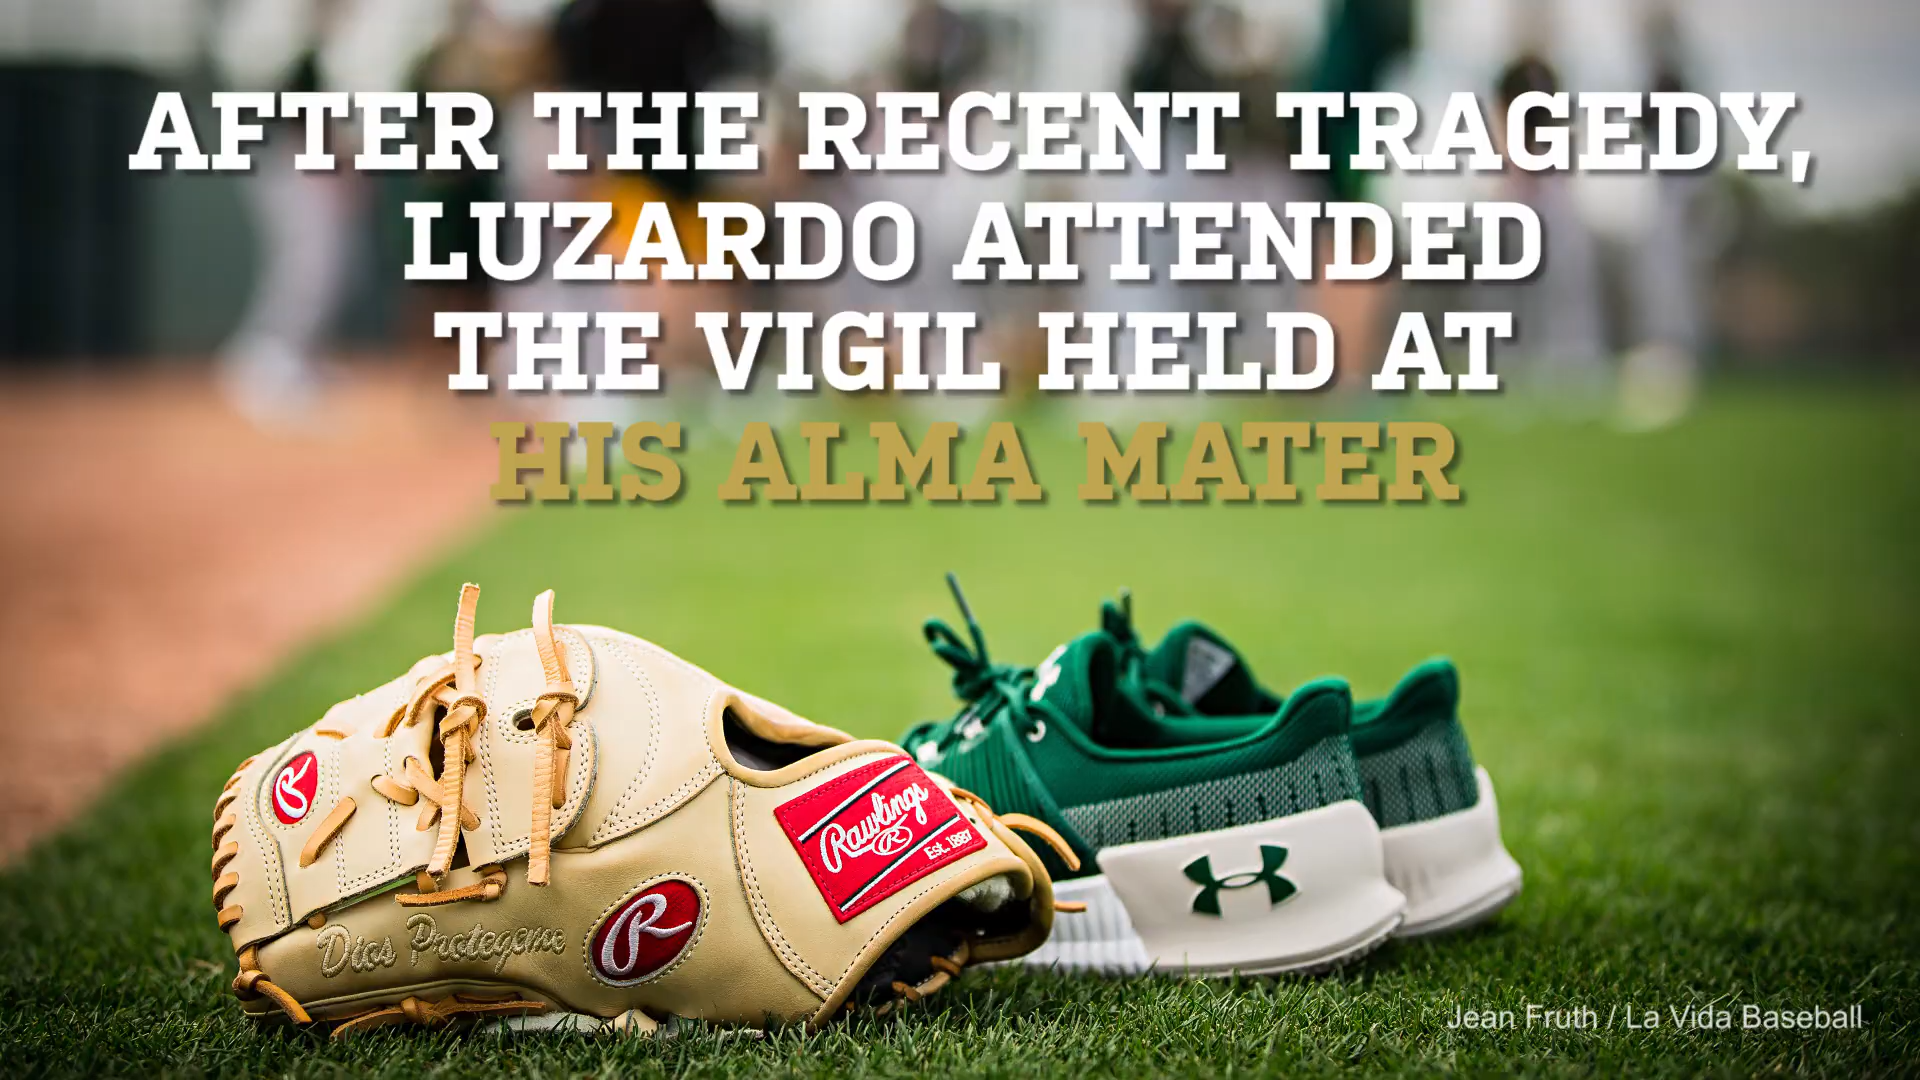 AFTER THE RECENT TRAGEDY,
LUZARDO ATTENDED
THE VIGIL HELD AT
HIS ALMA MATER
R
Rawlings
R
Est. 1887
Dios Protegeme
R
Jean Fruth / La Vida Baseball